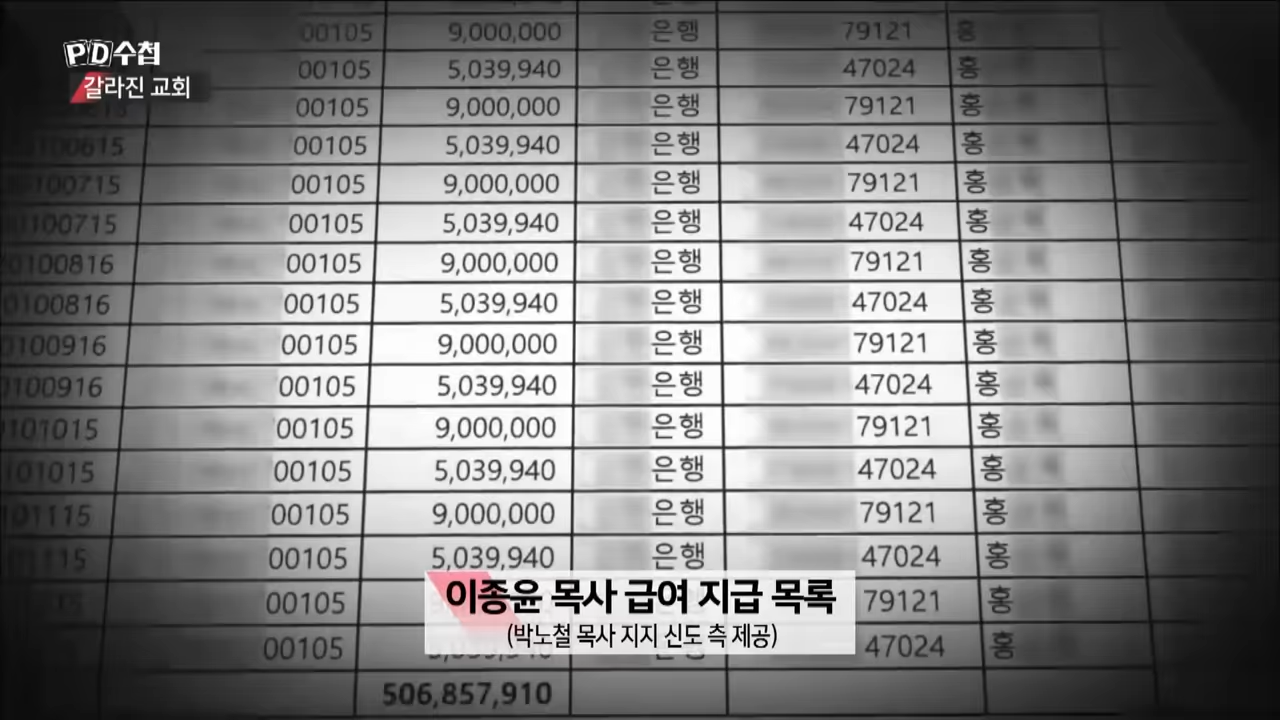 PD수첩
갈라진 교회
00105 9,000,000 은행 79121 홍
00105 5,039,940 은행 47024 홍
00105 9,000,000 은행 79121 홍
0100615 00105 5,039,940 은행 47024 홍
0100715 00105 9,000,000 은행 79121 홍
0100715 00105 5,039,940 은행 47024 홍
0100816 00105 9,000,000 은행 79121 홍
0100816 00105 5,039,940 은행 47024 홍
0100916 00105 9,000,000 은행 79121 홍
0100916 00105 5,039,940 은행 47024 홍
101015 00105 9,000,000 은행 79121 홍
101015 00105 5,039,940 은행 47024 홍
101115 00105 9,000,000 은행 79121 홍
01115 00105 5,039,940 은행 47024 홍
00105 79121 홍
00105 47024 홍
506,857,910
이종윤 목사 급여 지급 목록
(박노철 목사 지지 신도 측 제공)